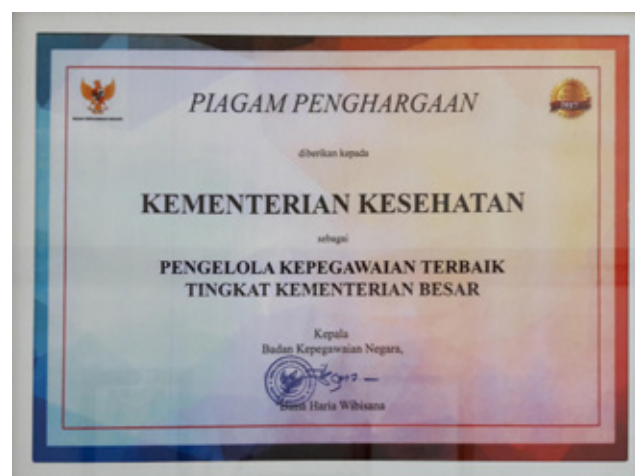 PIAGAM PENGHARGAAN
2017
diberikan kepada
KEMENTERIAN KESEHATAN
sebagai
PENGELOLA KEPEGAWAIAN TERBAIK
TINGKAT KEMENTERIAN BESAR
Kepala
Badan Kepegawaian Negara,
Bima Haria Wibisana